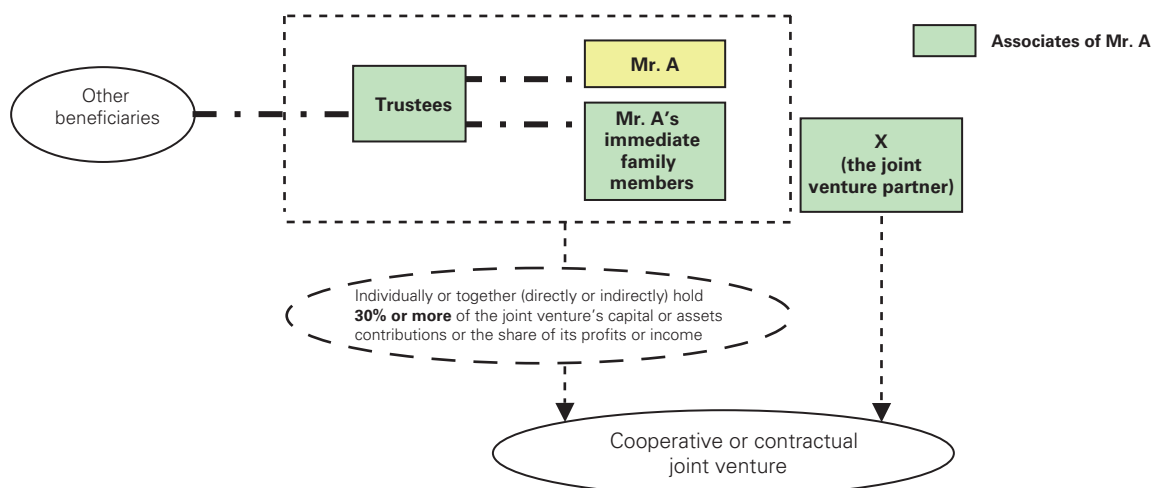 Other
beneficiaries
Trustees
Mr. A
Mr. A's
immediate
family
members
Associates of Mr. A
X
(the joint
venture partner)
Individually or together (directly or indirectly) hold
30% or more of the joint venture's capital or assets
contributions or the share of its profits or income
Cooperative or contractual
joint venture